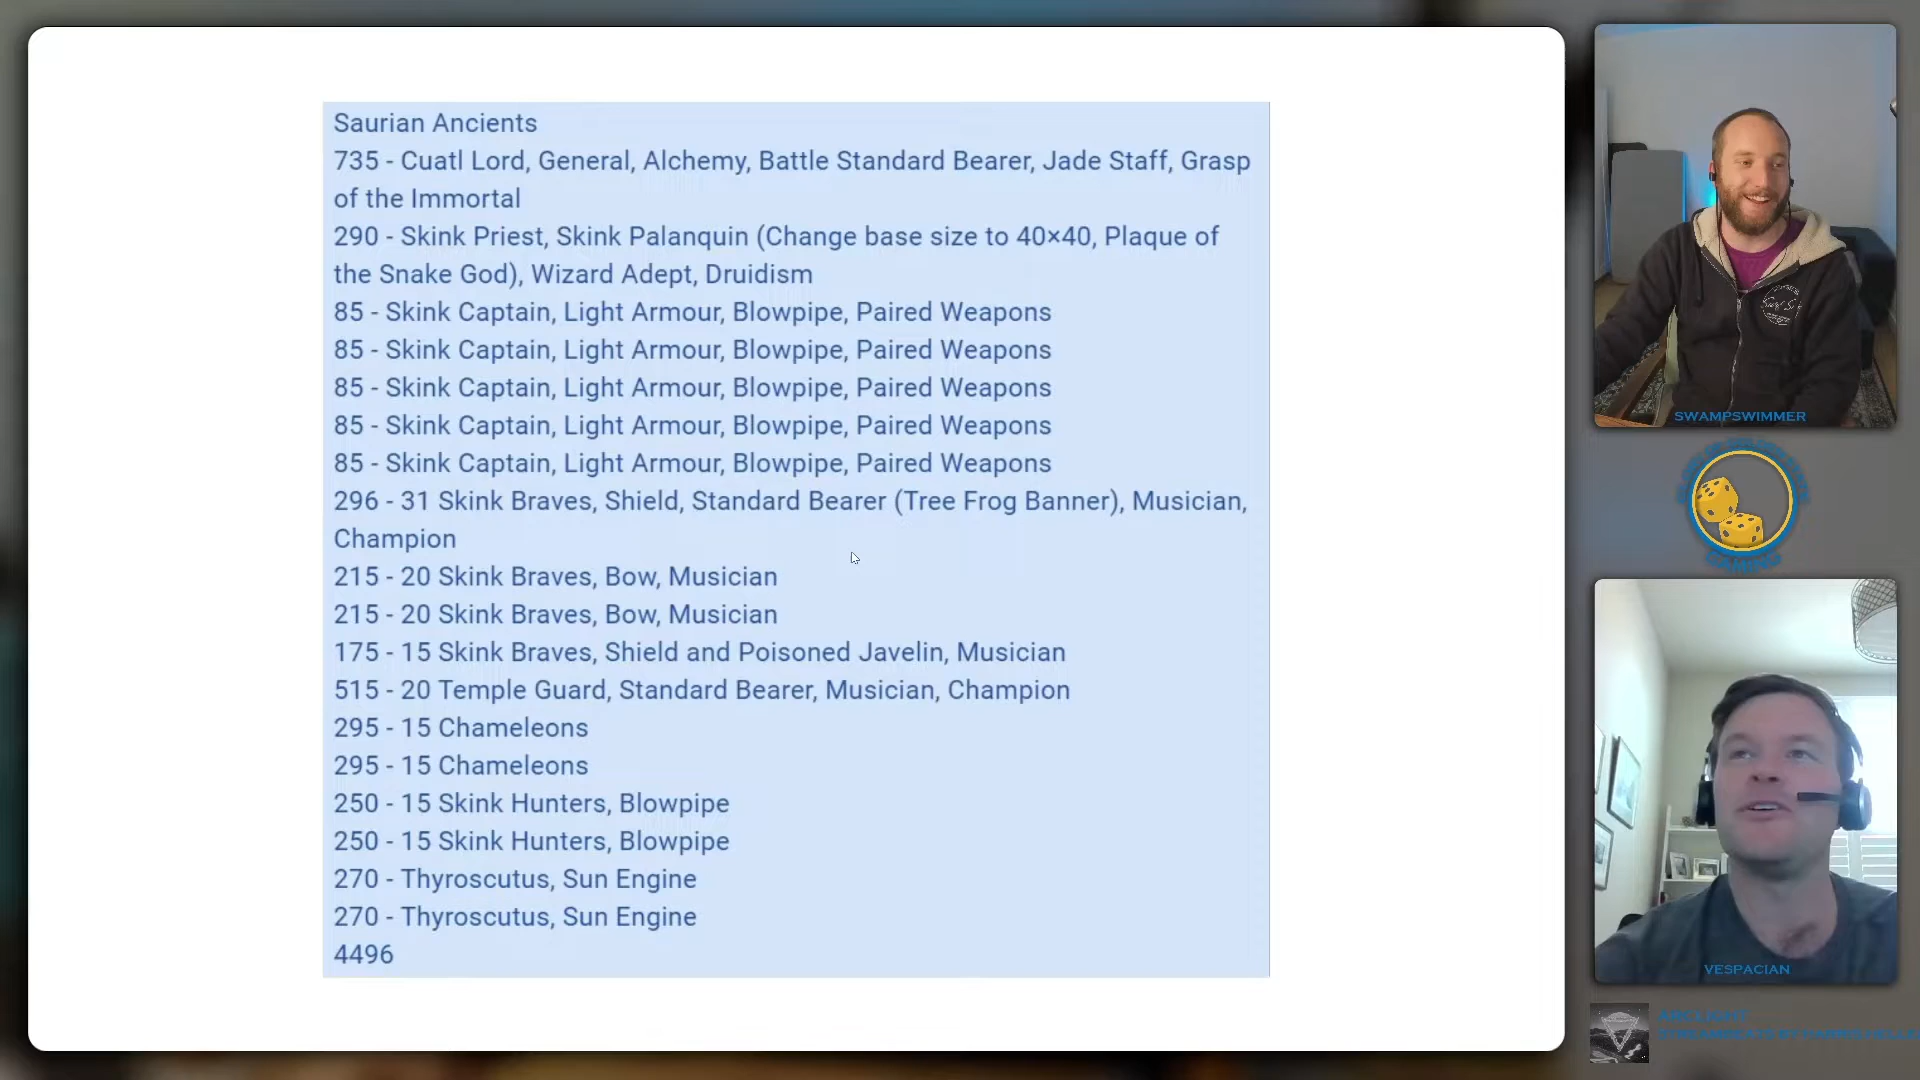 Saurian Ancients
735 - Cuatl Lord, General, Alchemy, Battle Standard Bearer, Jade Staff, Grasp
of the Immortal
290 - Skink Priest, Skink Palanquin (Change base size to 40×40, Plaque of
the Snake God), Wizard Adept, Druidism
85 - Skink Captain, Light Armour, Blowpipe, Paired Weapons
85 - Skink Captain, Light Armour, Blowpipe, Paired Weapons
85 - Skink Captain, Light Armour, Blowpipe, Paired Weapons
85 - Skink Captain, Light Armour, Blowpipe, Paired Weapons
85 - Skink Captain, Light Armour, Blowpipe, Paired Weapons
296 - 31 Skink Braves, Shield, Standard Bearer (Tree Frog Banner), Musician,
Champion
215 - 20 Skink Braves, Bow, Musician
215 - 20 Skink Braves, Bow, Musician
175 - 15 Skink Braves, Shield and Poisoned Javelin, Musician
515 - 20 Temple Guard, Standard Bearer, Musician, Champion
295 - 15 Chameleons
295 - 15 Chameleons
250 - 15 Skink Hunters, Blowpipe
250 - 15 Skink Hunters, Blowpipe
270 - Thyroscutus, Sun Engine
270 - Thyroscutus, Sun Engine
4496
SWAMPSWIMMER
GAMING
VESPACIAN
ARCLIGHT